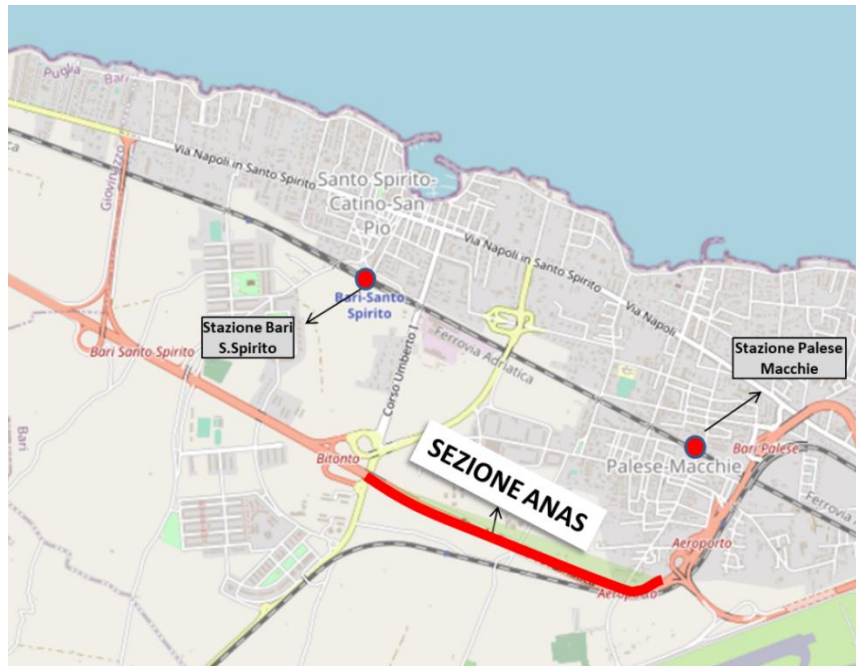 Puglia
Bari
Giovinazzo
Via Napoli in Santo Spirito
Santo Spirito-
Catino-San
Pio
Via Napoli in Santo Spirito
Via Napoli
Bari-Santo
Spirito
Stazione Bari
S.Spirito
Bari Santo Spirito
Ferrovia Adriatica
Corso Umberto I
Stazione Palese
Macchie
Bari
Bitonto
SEZIONE ANAS
Palese-Macchie
Bari Palese
Ferrovia
Aeroporto
Aeroporto